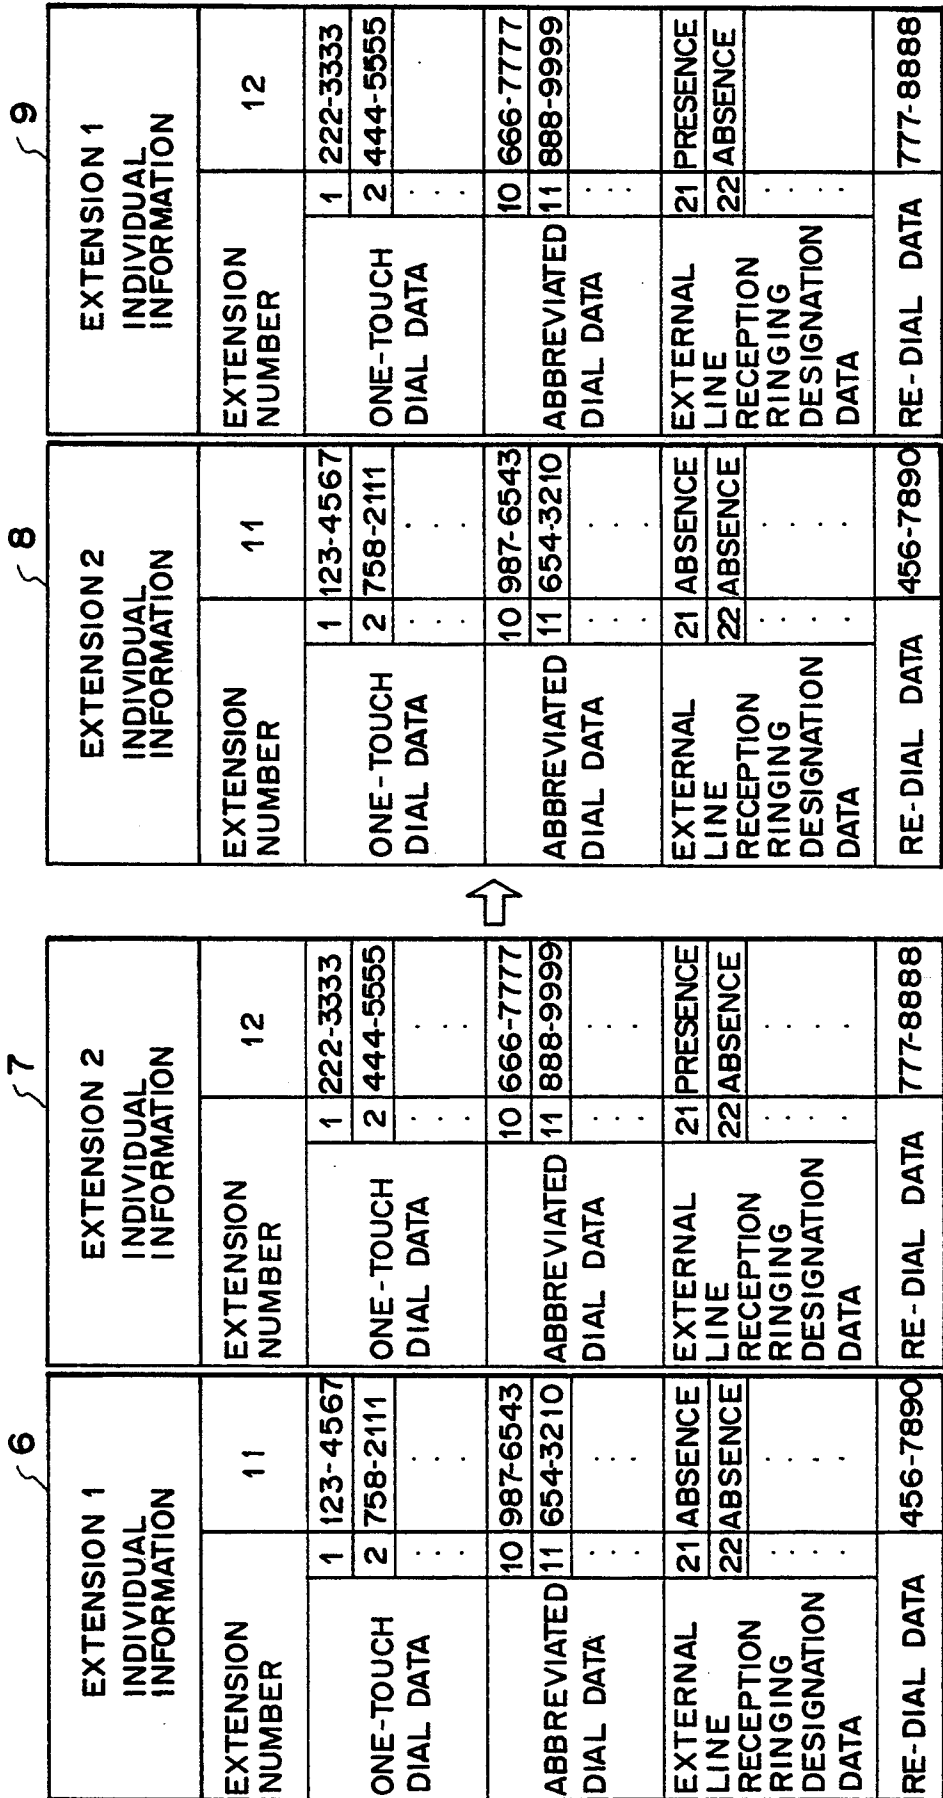 6
EXTENSION 1
INDIVIDUAL
INFORMATION
EXTENSION
NUMBER
11
ONE-TOUCH
DIAL DATA
1 123-4567
2 758-2111
ABBREVIATED
DIAL DATA
10 987-6543
11 654-3210
EXTERNAL
LINE
RECEPTION
RINGING
DESIGNATION
DATA
21 ABSENCE
22 ABSENCE
RE-DIAL DATA 456-7890
7
EXTENSION 2
INDIVIDUAL
INFORMATION
EXTENSION
NUMBER
12
ONE-TOUCH
DIAL DATA
1 222-3333
2 444-5555
ABBREVIATED
DIAL DATA
10 666-7777
11 888-9999
EXTERNAL
LINE
RECEPTION
RINGING
DESIGNATION
DATA
21 PRESENCE
22 ABSENCE
RE-DIAL DATA 777-8888
8
EXTENSION 2
INDIVIDUAL
INFORMATION
EXTENSION
NUMBER
11
ONE-TOUCH
DIAL DATA
1 123-4567
2 758-2111
ABBREVIATED
DIAL DATA
10 987-6543
11 654-3210
EXTERNAL
LINE
RECEPTION
RINGING
DESIGNATION
DATA
21 ABSENCE
22 ABSENCE
RE-DIAL DATA 456-7890
9
EXTENSION 1
INDIVIDUAL
INFORMATION
EXTENSION
NUMBER
12
ONE-TOUCH
DIAL DATA
1 222-3333
2 444-5555
ABBREVIATED
DIAL DATA
10 666-7777
11 888-9999
EXTERNAL
LINE
RECEPTION
RINGING
DESIGNATION
DATA
21 PRESENCE
22 ABSENCE
RE-DIAL DATA 777-8888